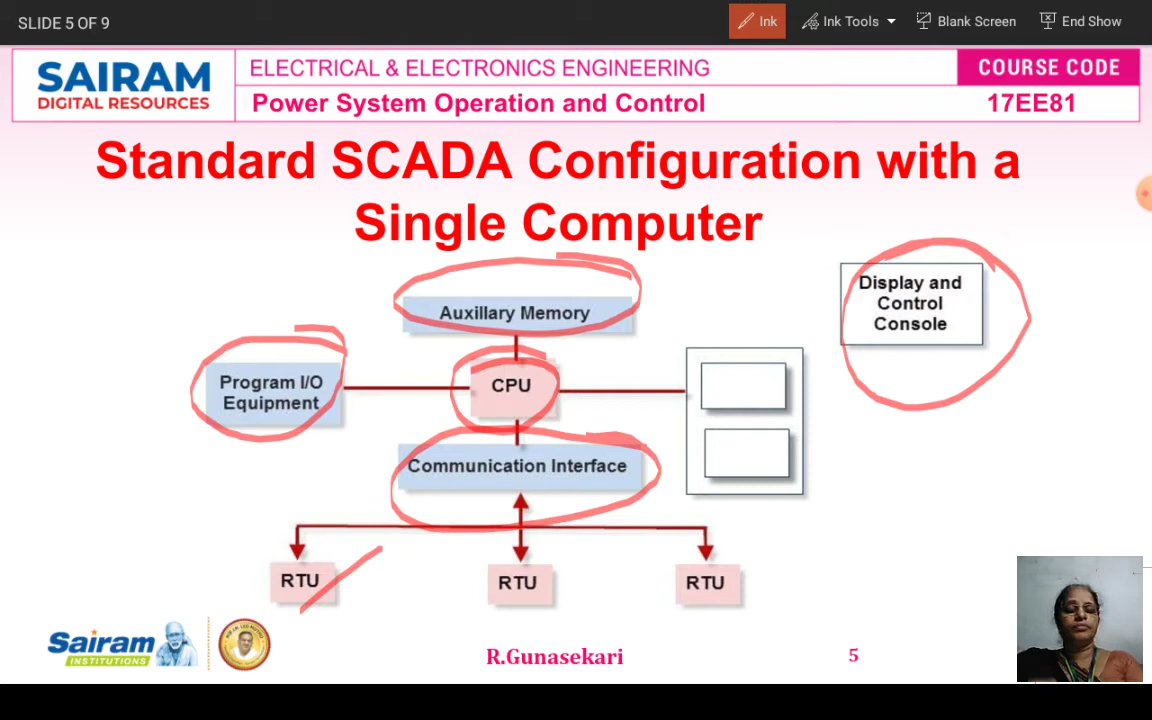 SLIDE 5 OF 9
Ink
Ink Tools
Blank Screen
End Show
SAIRAM
DIGITAL RESOURCES
ELECTRICAL & ELECTRONICS ENGINEERING
COURSE CODE
Power System Operation and Control
17EE81
Standard SCADA Configuration with a
Single Computer
Auxillary Memory
Display and
Control
Console
Program I/O
Equipment
CPU
Communication Interface
RTU
RTU
RTU
Sairam
INSTITUTIONS
R.Gunasekari
5